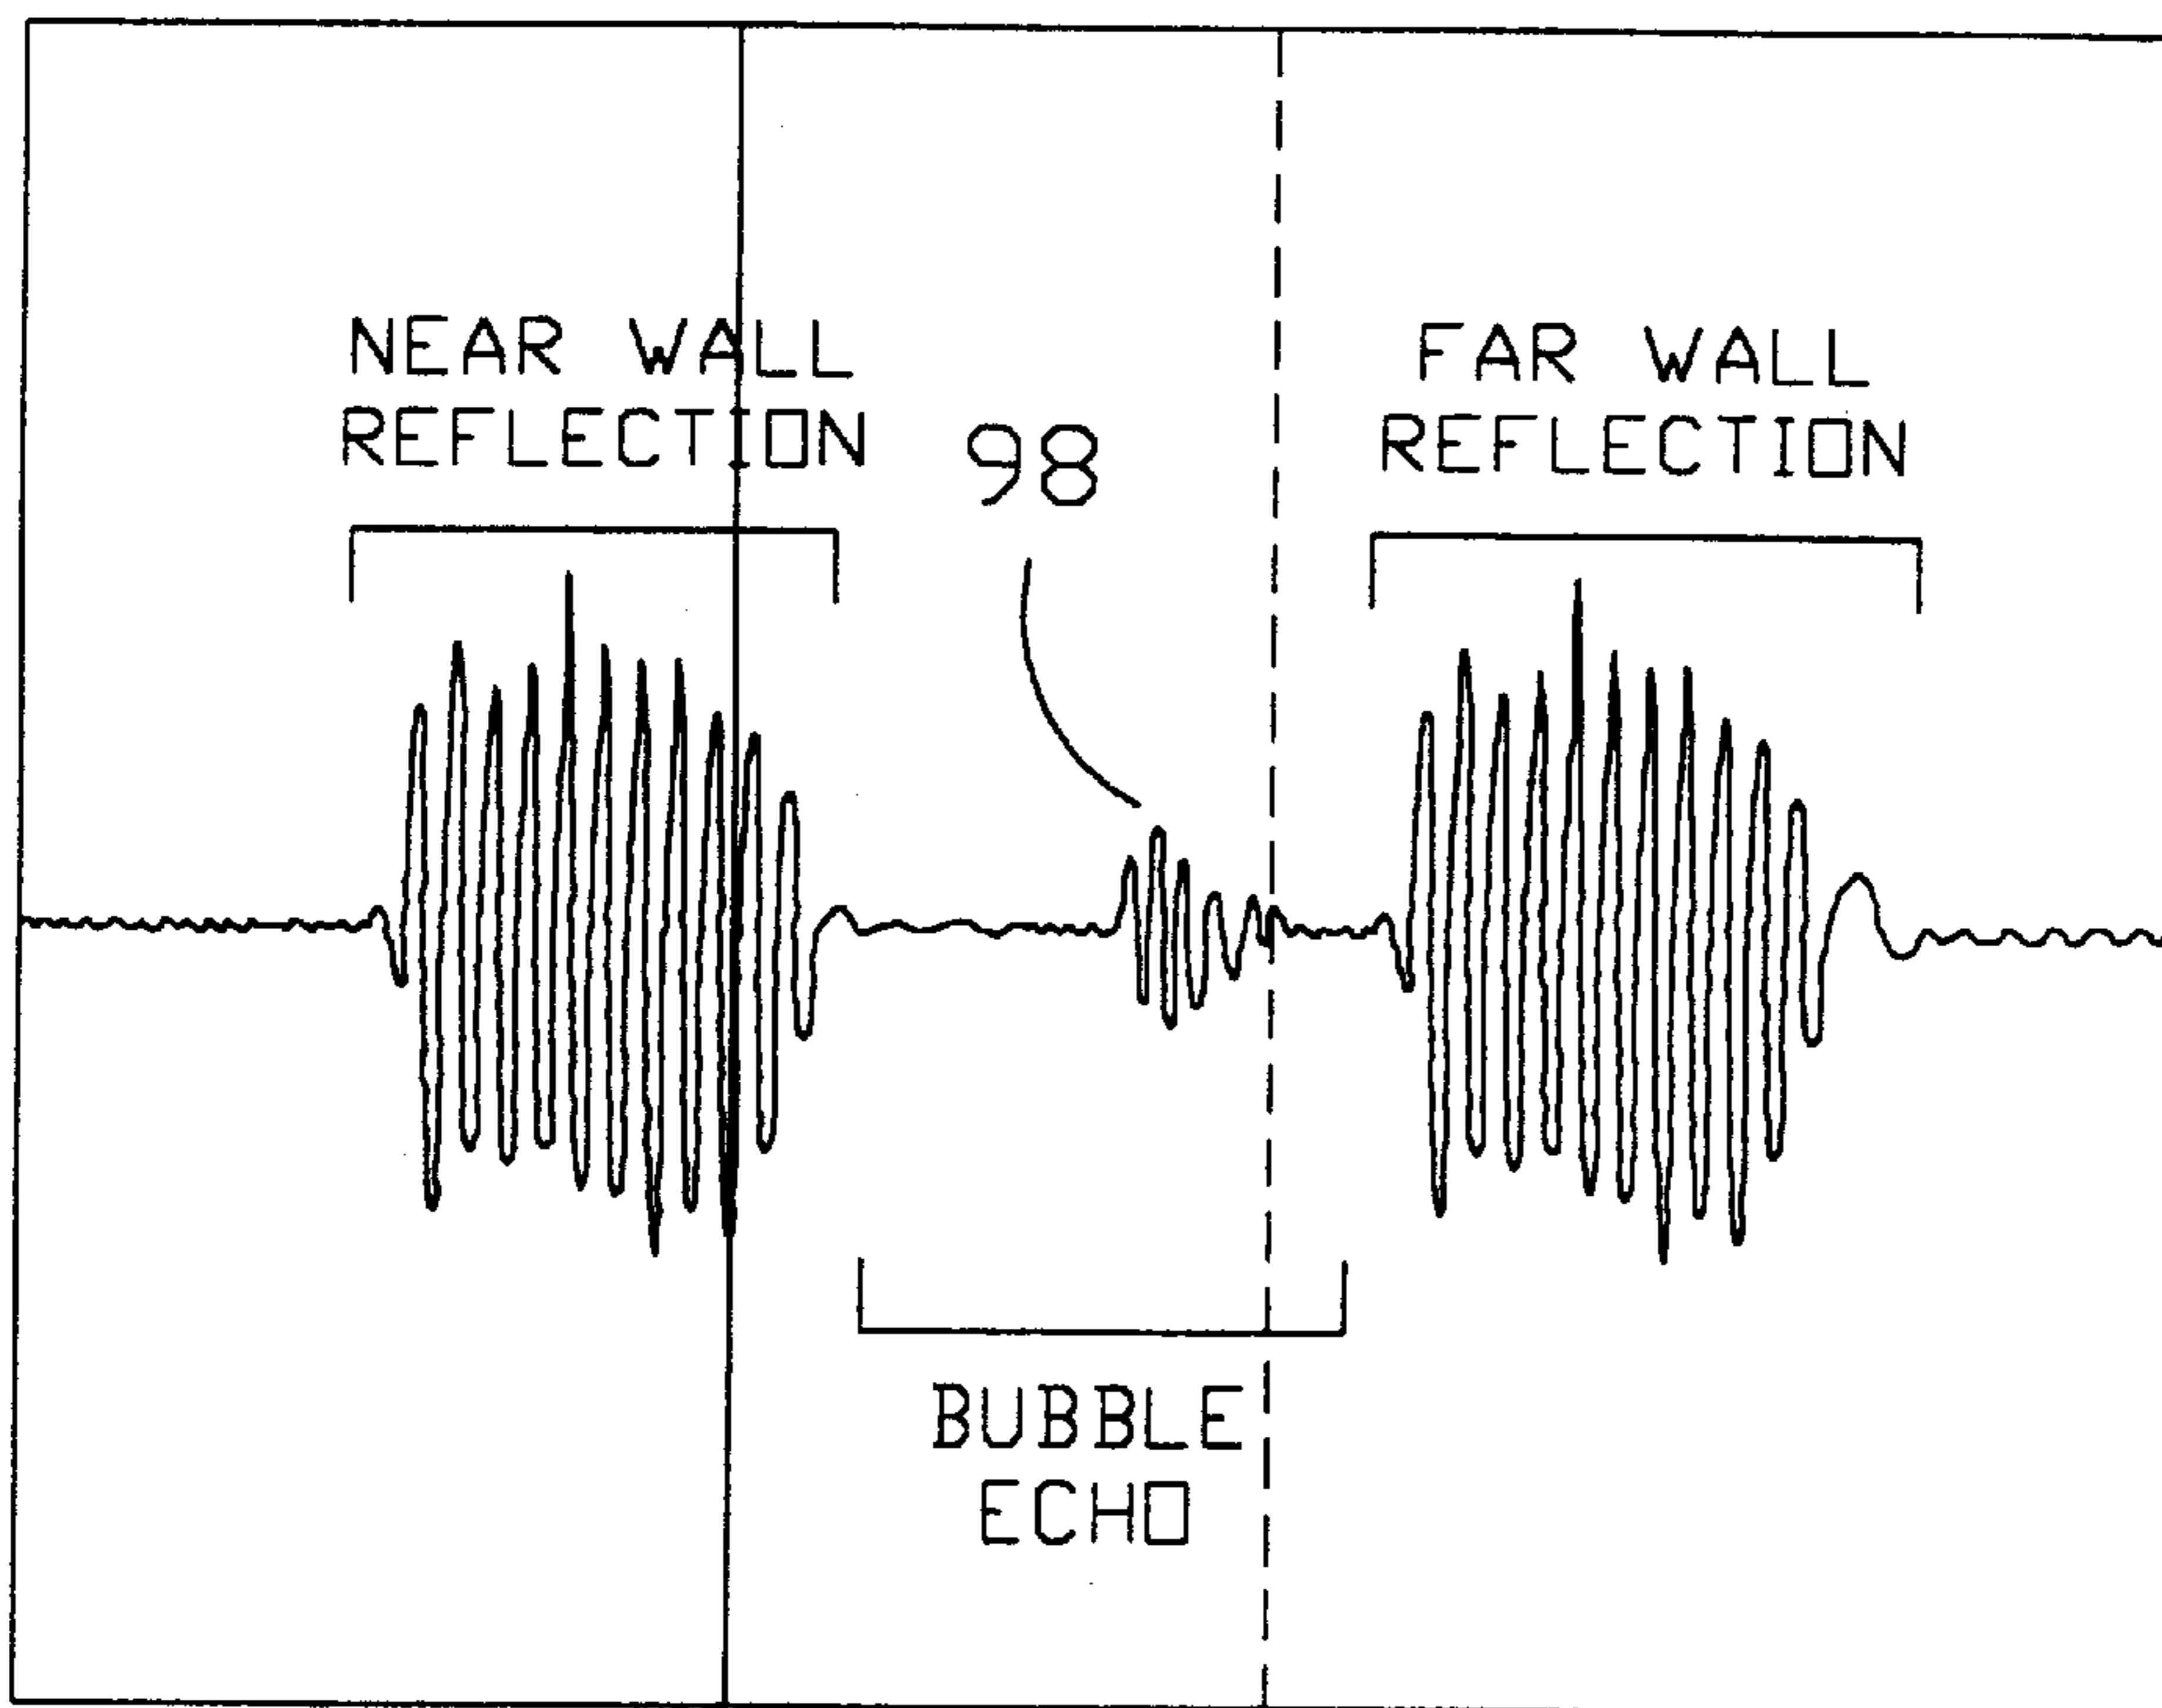 NEAR WALL
REFLECTION
98
FAR WALL
REFLECTION
BUBBLE
ECHO